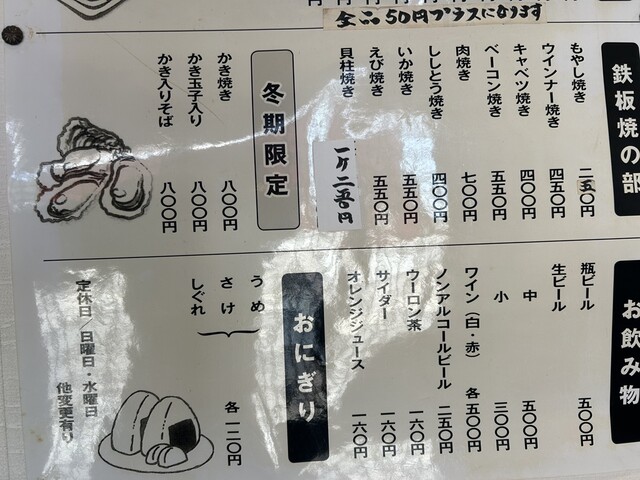 全品50円プラスになります
鉄板焼の部
もやし焼き 二五〇円
ウインナー焼き 四五〇円
キャベツ焼き 四〇〇円
ベーコン焼き 五五〇円
肉焼き 七〇〇円
ししとう焼き 四〇〇円
いか焼き 五五〇円
えび焼き 五五〇円
貝柱焼き 一ケ二五〇円
冬期限定
かき焼き 八〇〇円
かき玉子入り 八〇〇円
かき入りそば 八〇〇円
お飲み物
瓶ビール 五〇〇円
生ビール
中 五〇〇円
小 三〇〇円
ワイン(白・赤) 各五〇〇円
ノンアルコールビール 二五〇円
ウーロン茶 一六〇円
サイダー 一六〇円
オレンジジュース 一六〇円
おにぎり
うめ
さけ
しぐれ
各一二〇円
定休日/日曜日・水曜日
他変更有り